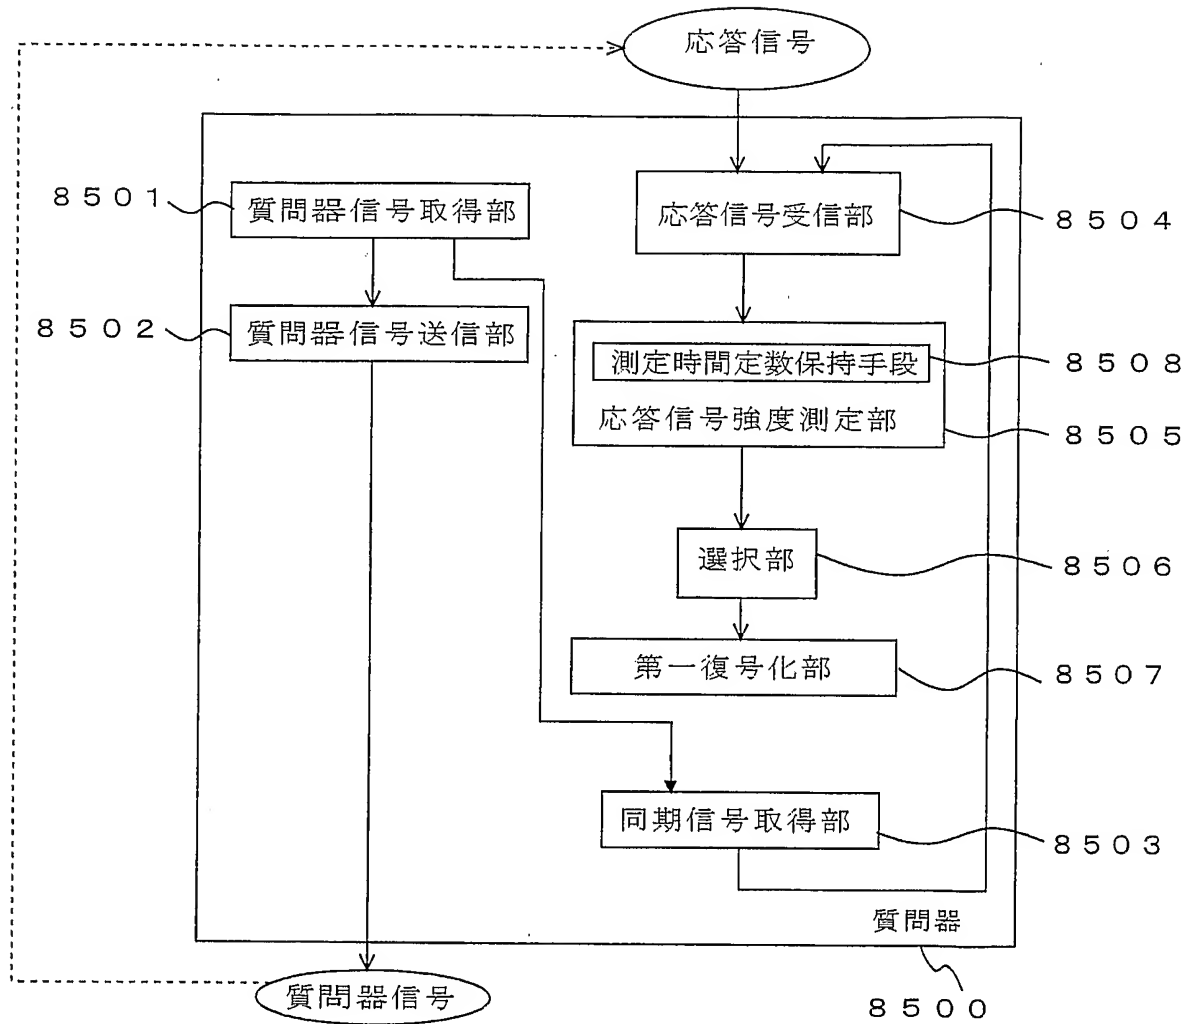 応答信号
8501
質問器信号取得部
応答信号受信部
8504
8502
質問器信号送信部
測定時間定数保持手段
8508
応答信号強度測定部
8505
選択部
8506
第一復号化部
8507
同期信号取得部
8503
質問器
質問器信号
8500